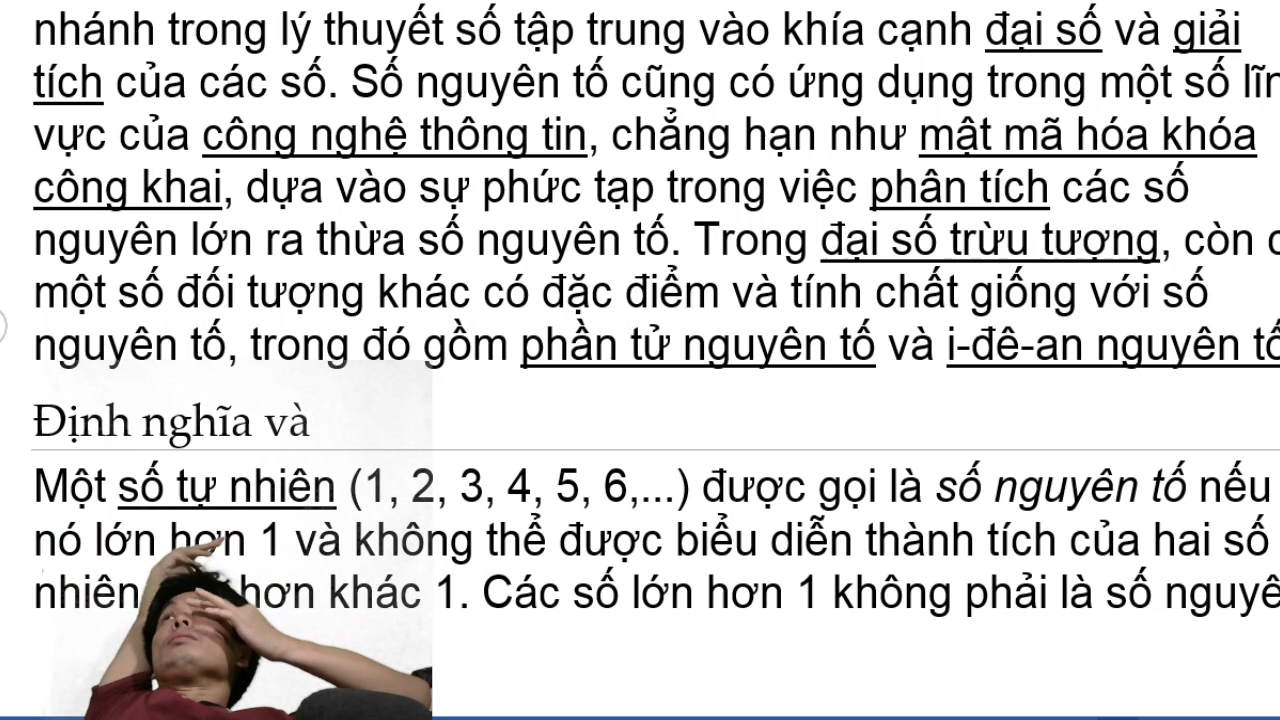 nhánh trong lý thuyết số tập trung vào khía cạnh đại số và giải
tích của các số. Số nguyên tố cũng có ứng dụng trong một số
vực của công nghệ thông tin, chẳng hạn như mật mã hóa khóa
công khai, dựa vào sự phức tạp trong việc phân tích các số
nguyên lớn ra thừa số nguyên tố. Trong đại số trừu tượng, còn
một số đối tượng khác có đặc điểm và tính chất giống với số
nguyên tố, trong đó gồm phần tử nguyên tố và i-đê-an nguyên tố
Định nghĩa và
Một số tự nhiên (1, 2, 3, 4, 5, 6,...) được gọi là số nguyên tố nếu
nó lớn hơn 1 và không thể được biểu diễn thành tích của hai số
nhiên hơn khác 1. Các số lớn hơn 1 không phải là số